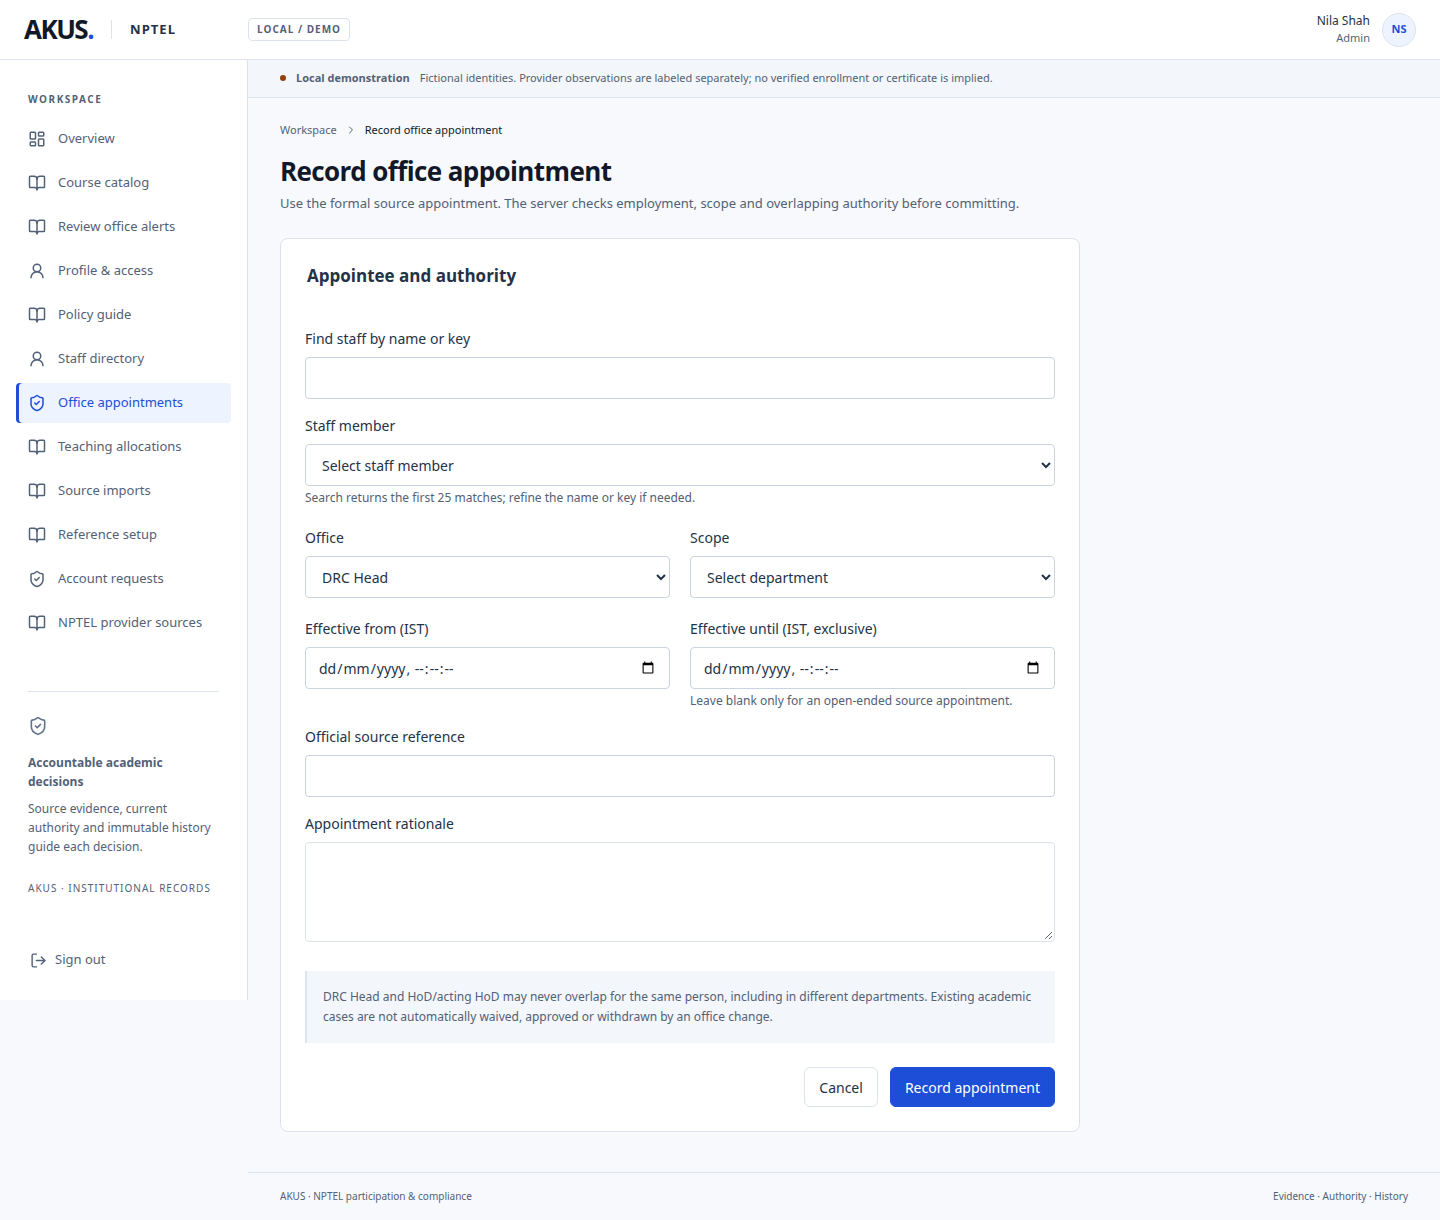 AKUS. NPTEL LOCAL / DEMO
Nila Shah
Admin
NS
Local demonstration Fictional identities. Provider observations are labeled separately; no verified enrollment or certificate is implied.
WORKSPACE
Overview
Course catalog
Review office alerts
Profile & access
Policy guide
Staff directory
Office appointments
Teaching allocations
Source imports
Reference setup
Account requests
NPTEL provider sources
Accountable academic
decisions
Source evidence, current
authority and immutable history
guide each decision.
AKUS · INSTITUTIONAL RECORDS
Sign out
Workspace > Record office appointment
Record office appointment
Use the formal source appointment. The server checks employment, scope and overlapping authority before committing.
Appointee and authority
Find staff by name or key
Staff member
Select staff member
Search returns the first 25 matches; refine the name or key if needed.
Office Scope
DRC Head Select department
Effective from (IST) Effective until (IST, exclusive)
dd/mm/yyyy, --:--:-- dd/mm/yyyy, --:--:--
Leave blank only for an open-ended source appointment.
Official source reference
Appointment rationale
DRC Head and HoD/acting HoD may never overlap for the same person, including in different departments. Existing academic
cases are not automatically waived, approved or withdrawn by an office change.
Cancel Record appointment
AKUS · NPTEL participation & compliance Evidence · Authority · History